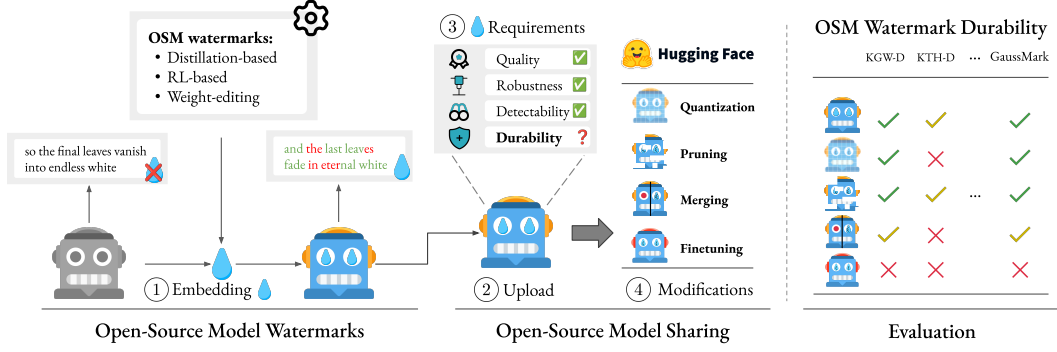 OSM watermarks:
• Distillation-based
• RL-based
• Weight-editing
so the final leaves vanish
into endless white
and the last leaves
fade in eternal white
1 Embedding
Open-Source Model Watermarks
3 Requirements
Quality
Robustness
Detectability
Durability ?
2 Upload
Hugging Face
Quantization
Pruning
Merging
Finetuning
4 Modifications
Open-Source Model Sharing
OSM Watermark Durability
KGW-D KTH-D ... GaussMark
...
Evaluation